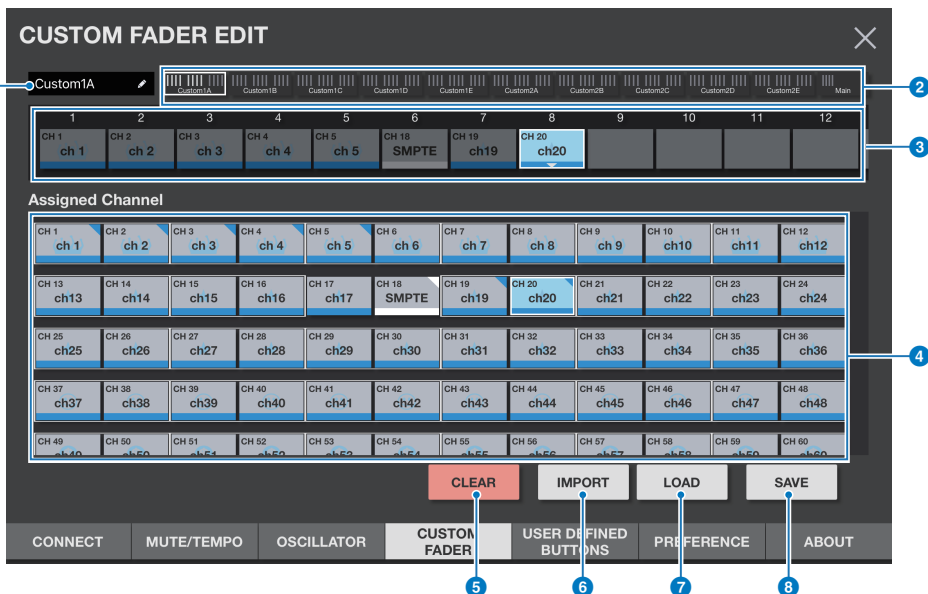 CUSTOM FADER EDIT
Custom1A
Custom1A Custom1B Custom1C Custom1D Custom1E Custom2A Custom2B Custom2C Custom2D Custom2E Main
2
1 2 3 4 5 6 7 8 9 10 11 12
CH 1 CH 2 CH 3 CH 4 CH 5 CH 18 CH 19 CH 20
ch 1 ch 2 ch 3 ch 4 ch 5 SMPTE ch19 ch20
3
Assigned Channel
CH 1 CH 2 CH 3 CH 4 CH 5 CH 6 CH 7 CH 8 CH 9 CH 10 CH 11 CH 12
ch 1 ch 2 ch 3 ch 4 ch 5 ch 6 ch 7 ch 8 ch 9 ch10 ch11 ch12
CH 13 CH 14 CH 15 CH 16 CH 17 CH 18 CH 19 CH 20 CH 21 CH 22 CH 23 CH 24
ch13 ch14 ch15 ch16 ch17 SMPTE ch19 ch20 ch21 ch22 ch23 ch24
CH 25 CH 26 CH 27 CH 28 CH 29 CH 30 CH 31 CH 32 CH 33 CH 34 CH 35 CH 36
ch25 ch26 ch27 ch28 ch29 ch30 ch31 ch32 ch33 ch34 ch35 ch36
4
CH 37 CH 38 CH 39 CH 40 CH 41 CH 42 CH 43 CH 44 CH 45 CH 46 CH 47 CH 48
ch37 ch38 ch39 ch40 ch41 ch42 ch43 ch44 ch45 ch46 ch47 ch48
CH 49 CH 50 CH 51 CH 52 CH 53 CH 54 CH 55 CH 56 CH 57 CH 58 CH 59 CH 60
ch49 ch50 ch51 ch52 ch53 ch54 ch55 ch56 ch57 ch58 ch59 ch60
CLEAR IMPORT LOAD SAVE
CONNECT MUTE/TEMPO OSCILLATOR CUSTOM FADER USER DEFINED BUTTONS PREFERENCE ABOUT
5 6 7 8